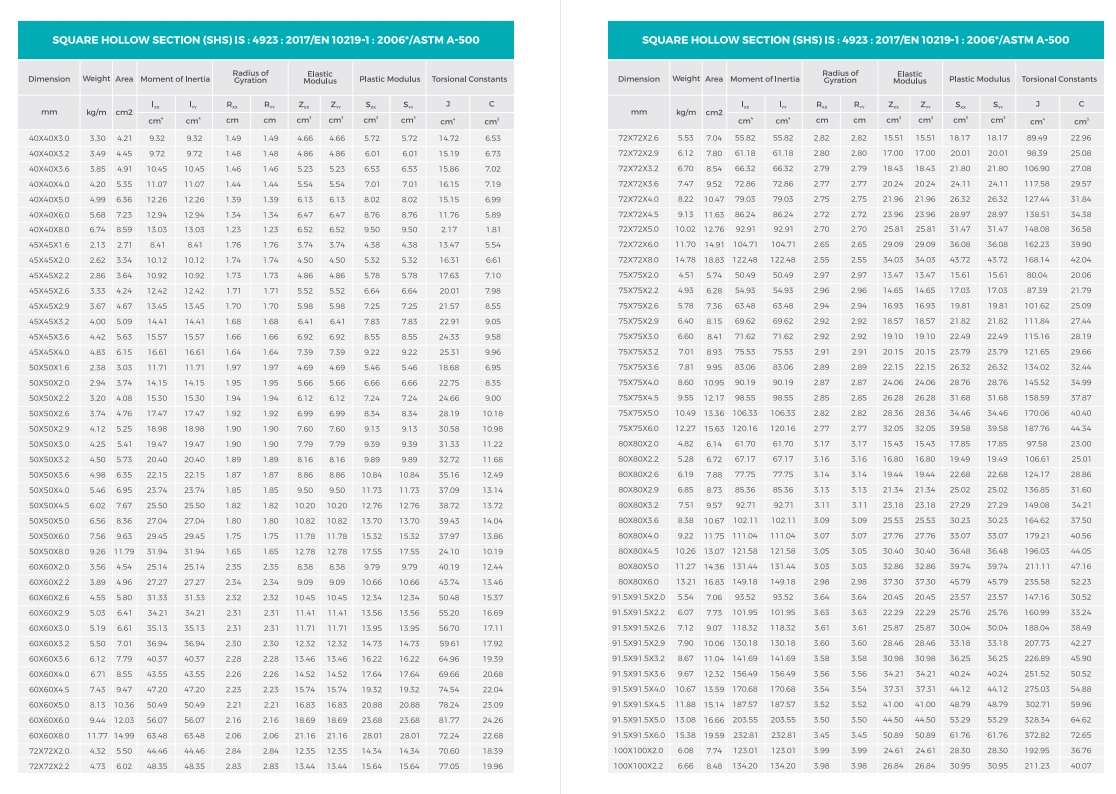 SQUARE HOLLOW SECTION (SHS) IS : 4923 : 2017/EN 10219-1 : 2006*/ASTM A-500
Dimension Weight Area Moment of Inertia Radius of Gyration Elastic Modulus Plastic Modulus Torsional Constants
mm kg/m cm2 Ixx Iyy Rxx Ryy Zxx Zyy Sxx Syy J C
cm⁴ cm⁴ cm cm cm³ cm³ cm³ cm³ cm⁴ cm³
40X40X3.0 3.30 4.21 9.32 9.32 1.49 1.49 4.66 4.66 5.72 5.72 14.72 6.53
40X40X3.2 3.49 4.45 9.72 9.72 1.48 1.48 4.86 4.86 6.01 6.01 15.19 6.73
40X40X3.6 3.85 4.91 10.45 10.45 1.46 1.46 5.23 5.23 6.53 6.53 15.86 7.02
40X40X4.0 4.20 5.35 11.07 11.07 1.44 1.44 5.54 5.54 7.01 7.01 16.15 7.19
40X40X5.0 4.99 6.36 12.26 12.26 1.39 1.39 6.13 6.13 8.02 8.02 15.15 6.99
40X40X6.0 5.68 7.23 12.94 12.94 1.34 1.34 6.47 6.47 8.76 8.76 11.76 5.89
40X40X8.0 6.74 8.59 13.03 13.03 1.23 1.23 6.52 6.52 9.50 9.50 2.17 1.81
45X45X1.6 2.13 2.71 8.41 8.41 1.76 1.76 3.74 3.74 4.38 4.38 13.47 5.54
45X45X2.0 2.62 3.34 10.12 10.12 1.74 1.74 4.50 4.50 5.32 5.32 16.31 6.61
45X45X2.2 2.86 3.64 10.92 10.92 1.73 1.73 4.86 4.86 5.78 5.78 17.63 7.10
45X45X2.6 3.33 4.24 12.42 12.42 1.71 1.71 5.52 5.52 6.64 6.64 20.01 7.98
45X45X2.9 3.67 4.67 13.45 13.45 1.70 1.70 5.98 5.98 7.25 7.25 21.57 8.55
45X45X3.2 4.00 5.09 14.41 14.41 1.68 1.68 6.41 6.41 7.83 7.83 22.91 9.05
45X45X3.6 4.42 5.63 15.57 15.57 1.66 1.66 6.92 6.92 8.55 8.55 24.33 9.58
45X45X4.0 4.83 6.15 16.61 16.61 1.64 1.64 7.39 7.39 9.22 9.22 25.31 9.96
50X50X1.6 2.38 3.03 11.71 11.71 1.97 1.97 4.69 4.69 5.46 5.46 18.68 6.95
50X50X2.0 2.94 3.74 14.15 14.15 1.95 1.95 5.66 5.66 6.66 6.66 22.75 8.35
50X50X2.2 3.20 4.08 15.30 15.30 1.94 1.94 6.12 6.12 7.24 7.24 24.66 9.00
50X50X2.6 3.74 4.76 17.47 17.47 1.92 1.92 6.99 6.99 8.34 8.34 28.19 10.18
50X50X2.9 4.12 5.25 18.98 18.98 1.90 1.90 7.60 7.60 9.13 9.13 30.58 10.98
50X50X3.0 4.25 5.41 19.47 19.47 1.90 1.90 7.79 7.79 9.39 9.39 31.33 11.22
50X50X3.2 4.50 5.73 20.40 20.40 1.89 1.89 8.16 8.16 9.89 9.89 32.72 11.68
50X50X3.6 4.98 6.35 22.15 22.15 1.87 1.87 8.86 8.86 10.84 10.84 35.16 12.49
50X50X4.0 5.46 6.95 23.74 23.74 1.85 1.85 9.50 9.50 11.73 11.73 37.09 13.14
50X50X4.5 6.02 7.67 25.50 25.50 1.82 1.82 10.20 10.20 12.76 12.76 38.72 13.72
50X50X5.0 6.56 8.36 27.04 27.04 1.80 1.80 10.82 10.82 13.70 13.70 39.43 14.04
50X50X6.0 7.56 9.63 29.45 29.45 1.75 1.75 11.78 11.78 15.32 15.32 37.97 13.86
50X50X8.0 9.26 11.79 31.94 31.94 1.65 1.65 12.78 12.78 17.55 17.55 24.10 10.19
60X60X2.0 3.56 4.54 25.14 25.14 2.35 2.35 8.38 8.38 9.79 9.79 40.19 12.44
60X60X2.2 3.89 4.96 27.27 27.27 2.34 2.34 9.09 9.09 10.66 10.66 43.74 13.46
60X60X2.6 4.55 5.80 31.33 31.33 2.32 2.32 10.45 10.45 12.34 12.34 50.48 15.37
60X60X2.9 5.03 6.41 34.21 34.21 2.31 2.31 11.41 11.41 13.56 13.56 55.20 16.69
60X60X3.0 5.19 6.61 35.13 35.13 2.31 2.31 11.71 11.71 13.95 13.95 56.70 17.11
60X60X3.2 5.50 7.01 36.94 36.94 2.30 2.30 12.32 12.32 14.73 14.73 59.61 17.92
60X60X3.6 6.12 7.79 40.37 40.37 2.28 2.28 13.46 13.46 16.22 16.22 64.96 19.39
60X60X4.0 6.71 8.55 43.55 43.55 2.26 2.26 14.52 14.52 17.64 17.64 69.66 20.68
60X60X4.5 7.43 9.47 47.20 47.20 2.23 2.23 15.74 15.74 19.32 19.32 74.54 22.04
60X60X5.0 8.13 10.36 50.49 50.49 2.21 2.21 16.83 16.83 20.88 20.88 78.24 23.09
60X60X6.0 9.44 12.03 56.07 56.07 2.16 2.16 18.69 18.69 23.68 23.68 81.77 24.26
60X60X8.0 11.77 14.99 63.48 63.48 2.06 2.06 21.16 21.16 28.01 28.01 72.24 22.68
72X72X2.0 4.32 5.50 44.46 44.46 2.84 2.84 12.35 12.35 14.34 14.34 70.60 18.39
72X72X2.2 4.73 6.02 48.35 48.35 2.83 2.83 13.44 13.44 15.64 15.64 77.05 19.96
SQUARE HOLLOW SECTION (SHS) IS : 4923 : 2017/EN 10219-1 : 2006*/ASTM A-500
Dimension Weight Area Moment of Inertia Radius of Gyration Elastic Modulus Plastic Modulus Torsional Constants
mm kg/m cm2 Ixx Iyy Rxx Ryy Zxx Zyy Sxx Syy J C
cm⁴ cm⁴ cm cm cm³ cm³ cm³ cm³ cm⁴ cm³
72X72X2.6 5.53 7.04 55.82 55.82 2.82 2.82 15.51 15.51 18.17 18.17 89.49 22.96
72X72X2.9 6.12 7.80 61.18 61.18 2.80 2.80 17.00 17.00 20.01 20.01 98.39 25.08
72X72X3.2 6.70 8.54 66.32 66.32 2.79 2.79 18.43 18.43 21.80 21.80 106.90 27.08
72X72X3.6 7.47 9.52 72.86 72.86 2.77 2.77 20.24 20.24 24.11 24.11 117.58 29.57
72X72X4.0 8.22 10.47 79.03 79.03 2.75 2.75 21.96 21.96 26.32 26.32 127.44 31.84
72X72X4.5 9.13 11.63 86.24 86.24 2.72 2.72 23.96 23.96 28.97 28.97 138.51 34.38
72X72X5.0 10.02 12.76 92.91 92.91 2.70 2.70 25.81 25.81 31.47 31.47 148.08 36.58
72X72X6.0 11.70 14.91 104.71 104.71 2.65 2.65 29.09 29.09 36.08 36.08 162.23 39.90
72X72X8.0 14.78 18.83 122.48 122.48 2.55 2.55 34.03 34.03 43.72 43.72 168.14 42.04
75X75X2.0 4.51 5.74 50.49 50.49 2.97 2.97 13.47 13.47 15.61 15.61 80.04 20.06
75X75X2.2 4.93 6.28 54.93 54.93 2.96 2.96 14.65 14.65 17.03 17.03 87.39 21.79
75X75X2.6 5.78 7.36 63.48 63.48 2.94 2.94 16.93 16.93 19.81 19.81 101.62 25.09
75X75X2.9 6.40 8.15 69.62 69.62 2.92 2.92 18.57 18.57 21.82 21.82 111.84 27.44
75X75X3.0 6.60 8.41 71.62 71.62 2.92 2.92 19.10 19.10 22.49 22.49 115.16 28.19
75X75X3.2 7.01 8.93 75.53 75.53 2.91 2.91 20.15 20.15 23.79 23.79 121.65 29.66
75X75X3.6 7.81 9.95 83.06 83.06 2.89 2.89 22.15 22.15 26.32 26.32 134.02 32.44
75X75X4.0 8.60 10.95 90.19 90.19 2.87 2.87 24.06 24.06 28.76 28.76 145.52 34.99
75X75X4.5 9.55 12.17 98.55 98.55 2.85 2.85 26.28 26.28 31.68 31.68 158.59 37.87
75X75X5.0 10.49 13.36 106.33 106.33 2.82 2.82 28.36 28.36 34.46 34.46 170.06 40.40
75X75X6.0 12.27 15.63 120.16 120.16 2.77 2.77 32.05 32.05 39.58 39.58 187.76 44.34
80X80X2.0 4.82 6.14 61.70 61.70 3.17 3.17 15.43 15.43 17.85 17.85 97.58 23.00
80X80X2.2 5.28 6.72 67.17 67.17 3.16 3.16 16.80 16.80 19.49 19.49 106.61 25.01
80X80X2.6 6.19 7.88 77.75 77.75 3.14 3.14 19.44 19.44 22.68 22.68 124.17 28.86
80X80X2.9 6.85 8.73 85.36 85.36 3.13 3.13 21.34 21.34 25.02 25.02 136.85 31.60
80X80X3.2 7.51 9.57 92.71 92.71 3.11 3.11 23.18 23.18 27.29 27.29 149.08 34.21
80X80X3.6 8.38 10.67 102.11 102.11 3.09 3.09 25.53 25.53 30.23 30.23 164.62 37.50
80X80X4.0 9.22 11.75 111.04 111.04 3.07 3.07 27.76 27.76 33.07 33.07 179.21 40.56
80X80X4.5 10.26 13.07 121.58 121.58 3.05 3.05 30.40 30.40 36.48 36.48 196.03 44.05
80X80X5.0 11.27 14.36 131.44 131.44 3.03 3.03 32.86 32.86 39.74 39.74 211.11 47.16
80X80X6.0 13.21 16.83 149.18 149.18 2.98 2.98 37.30 37.30 45.79 45.79 235.58 52.23
91.5X91.5X2.0 5.54 7.06 93.52 93.52 3.64 3.64 20.45 20.45 23.57 23.57 147.16 30.52
91.5X91.5X2.2 6.07 7.73 101.95 101.95 3.63 3.63 22.29 22.29 25.76 25.76 160.99 33.24
91.5X91.5X2.6 7.12 9.07 118.32 118.32 3.61 3.61 25.87 25.87 30.04 30.04 188.04 38.49
91.5X91.5X2.9 7.90 10.06 130.18 130.18 3.60 3.60 28.46 28.46 33.18 33.18 207.73 42.27
91.5X91.5X3.2 8.67 11.04 141.69 141.69 3.58 3.58 30.98 30.98 36.25 36.25 226.89 45.90
91.5X91.5X3.6 9.67 12.32 156.49 156.49 3.56 3.56 34.21 34.21 40.24 40.24 251.52 50.52
91.5X91.5X4.0 10.67 13.59 170.68 170.68 3.54 3.54 37.31 37.31 44.12 44.12 275.03 54.88
91.5X91.5X4.5 11.88 15.14 187.57 187.57 3.52 3.52 41.00 41.00 48.79 48.79 302.71 59.96
91.5X91.5X5.0 13.08 16.66 203.55 203.55 3.50 3.50 44.50 44.50 53.29 53.29 328.34 64.62
91.5X91.5X6.0 15.38 19.59 232.81 232.81 3.45 3.45 50.89 50.89 61.76 61.76 372.82 72.65
100X100X2.0 6.08 7.74 123.01 123.01 3.99 3.99 24.61 24.61 28.30 28.30 192.95 36.76
100X100X2.2 6.66 8.48 134.20 134.20 3.98 3.98 26.84 26.84 30.95 30.95 211.23 40.07